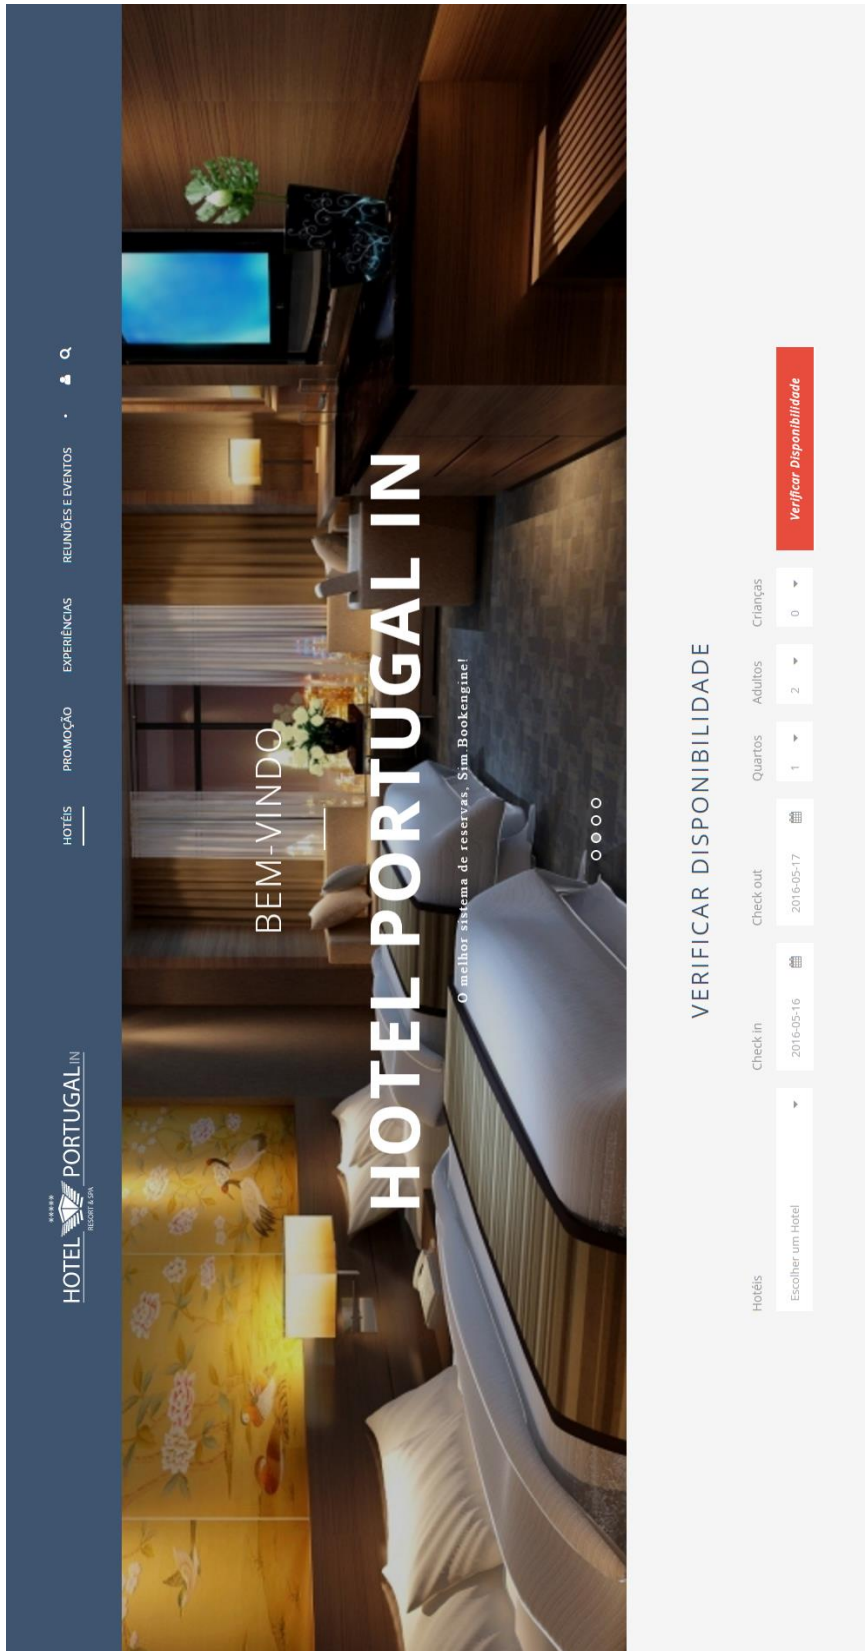 *****
HOTEL PORTUGAL IN
RESORT & SPA
HOTÉIS PROMOÇÃO EXPERIÊNCIAS REUNIÕES E EVENTOS
BEM-VINDO
HOTEL PORTUGAL IN
O melhor sistema de reservas, Sim.Bookengine!
VERIFICAR DISPONIBILIDADE
Hotéis Check in Check out Quartos Adultos Crianças
Escolher um Hotel 2016-05-16 2016-05-17 1 2 0 Verificar Disponibilidade